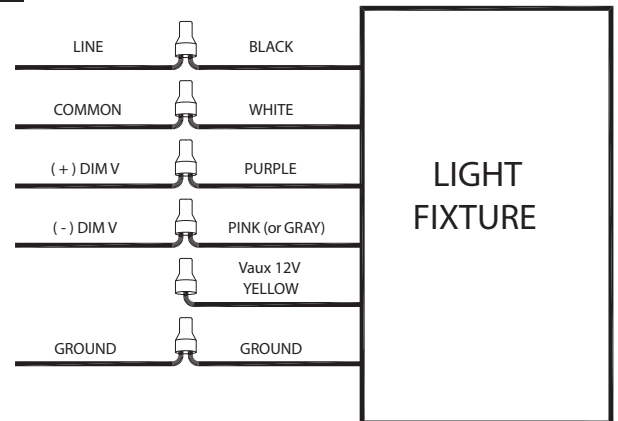 LINE BLACK
COMMON WHITE
( + ) DIM V PURPLE
( - ) DIM V PINK (or GRAY)
Vaux 12V
YELLOW
GROUND GROUND
LIGHT
FIXTURE